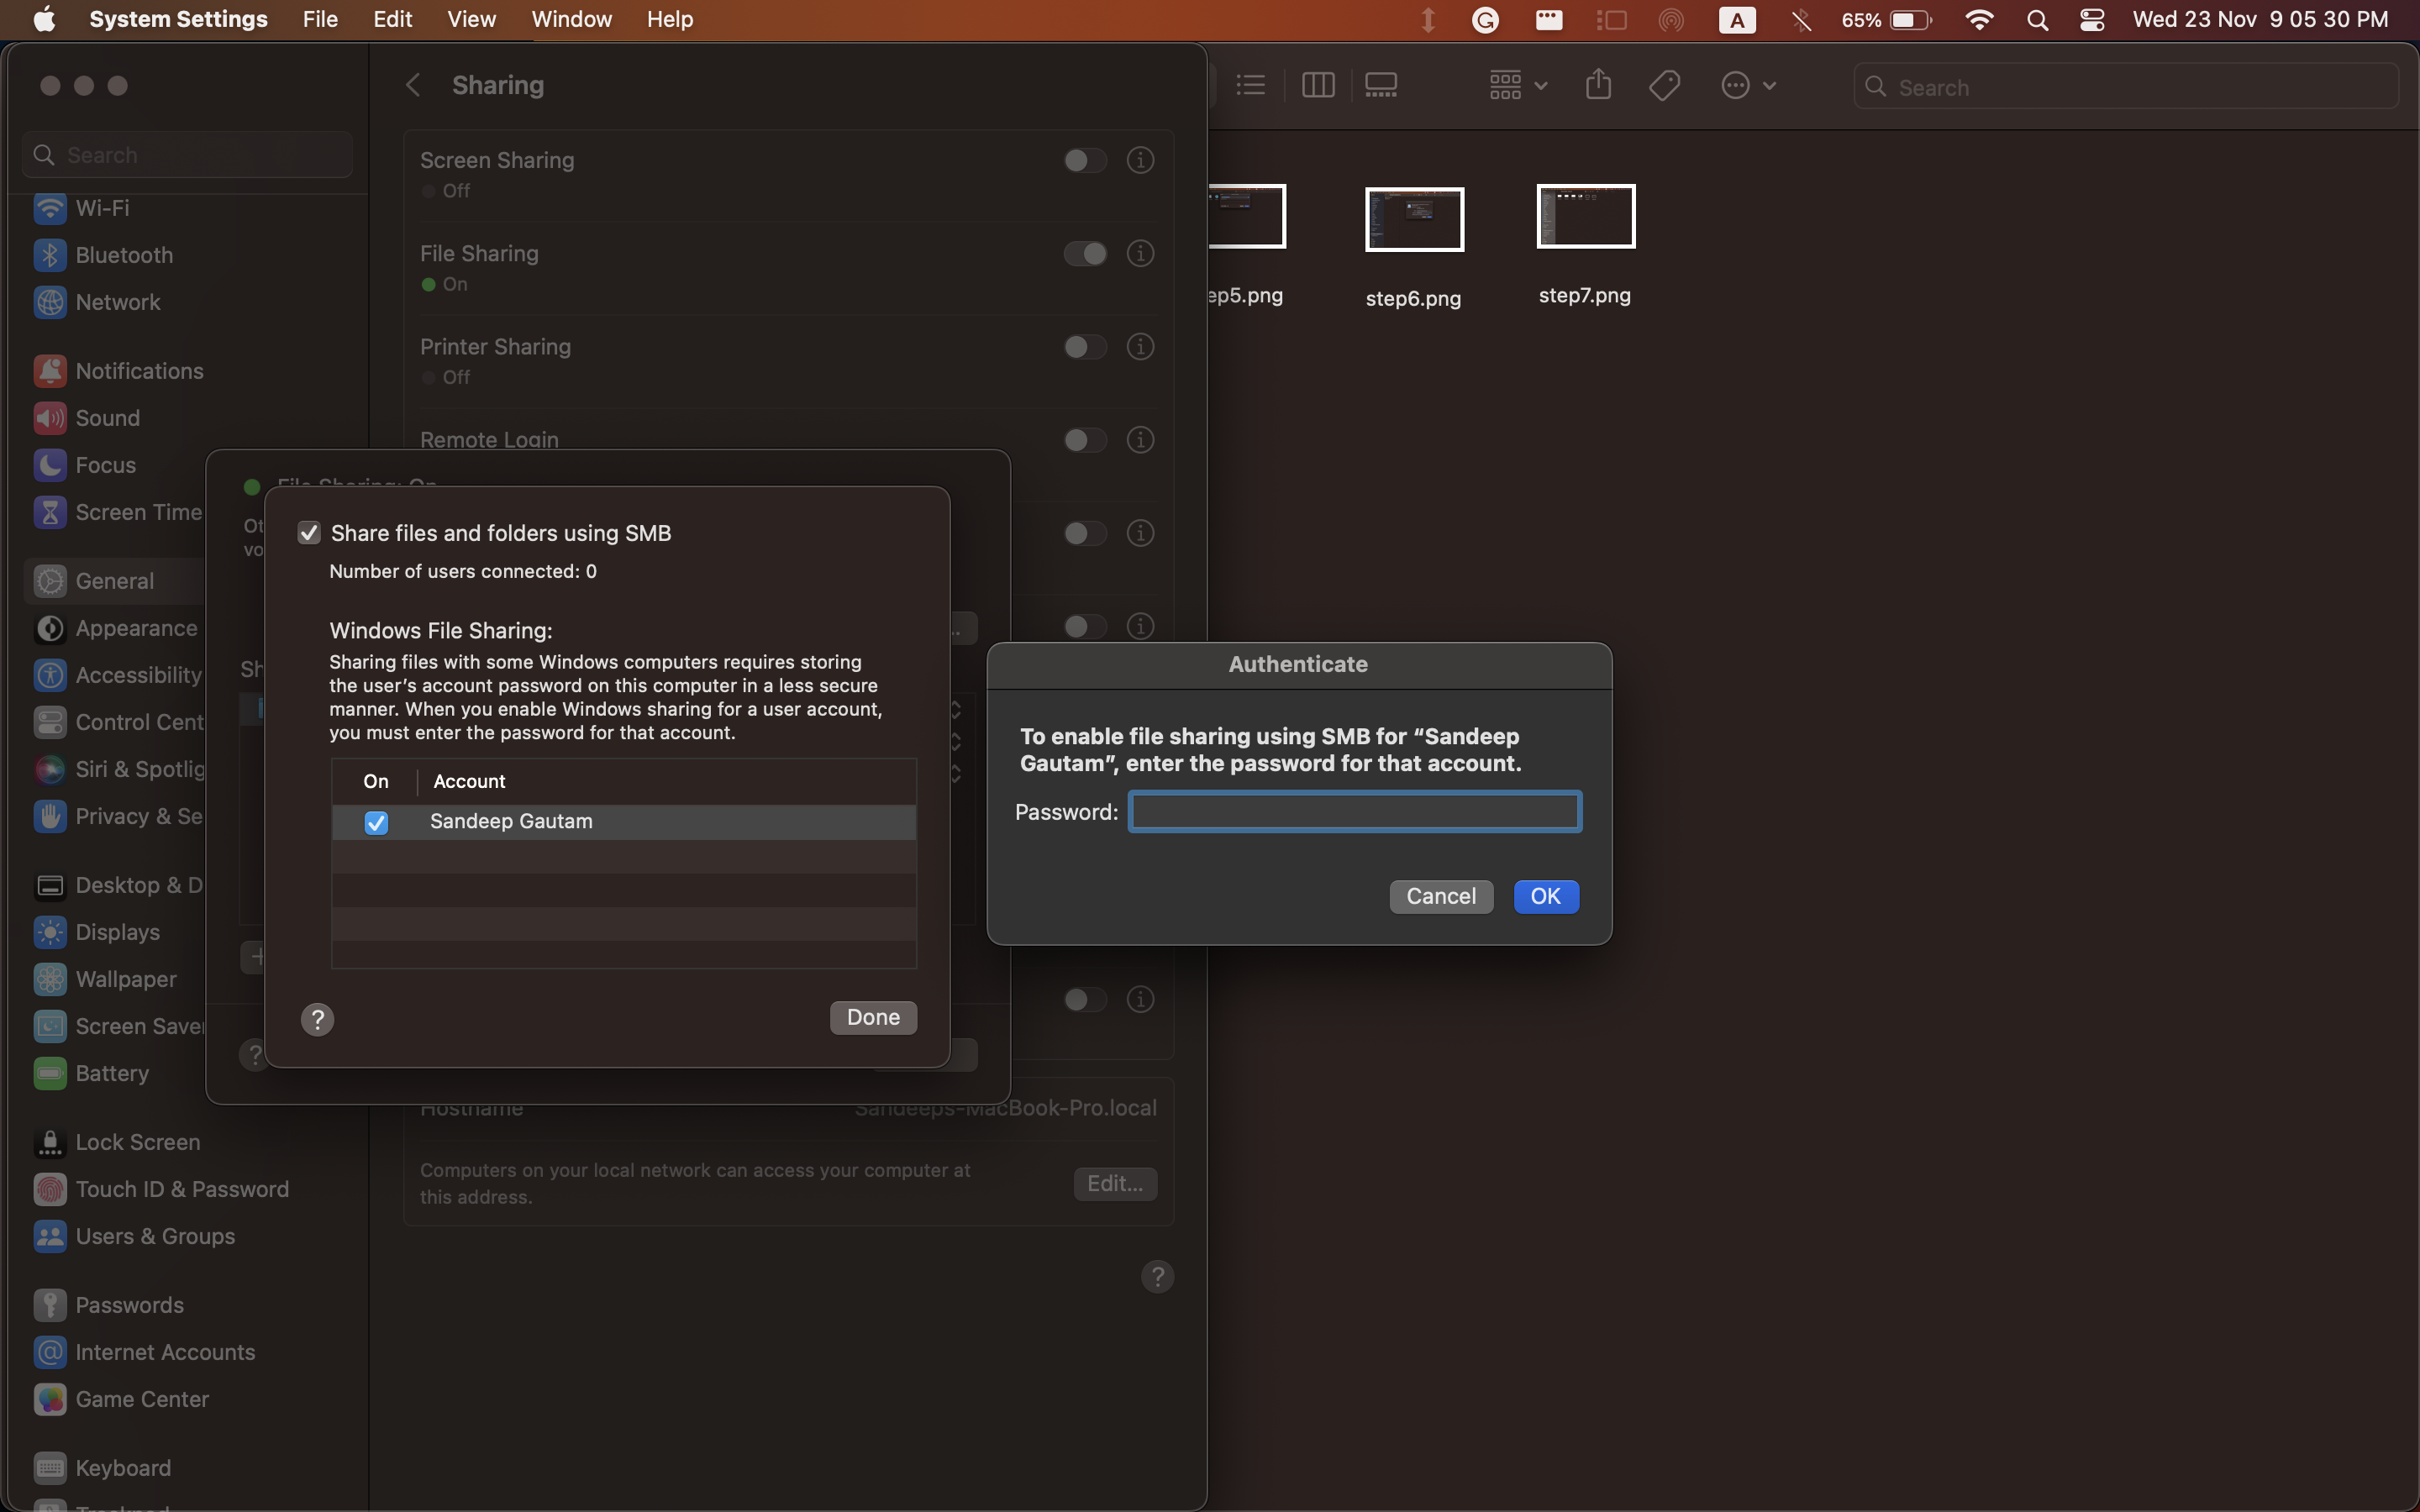 System Settings File Edit View Window Help
A 65% Wed 23 Nov 9 05 30 PM
Search
Wi-Fi
Bluetooth
Network
Notifications
Sound
Focus
Screen Time
General
Appearance
Accessibility
Control Cent
Siri & Spotlig
Privacy & Se
Desktop & D
Displays
Wallpaper
Screen Saver
Battery
Lock Screen
Touch ID & Password
Users & Groups
Passwords
Internet Accounts
Game Center
Keyboard
Sharing
Screen Sharing
Off
File Sharing
On
Printer Sharing
Off
Remote Login
File Sharing: On
Ot
vo
Sh
Share files and folders using SMB
Number of users connected: 0
Windows File Sharing:
Sharing files with some Windows computers requires storing
the user's account password on this computer in a less secure
manner. When you enable Windows sharing for a user account,
you must enter the password for that account.
On Account
Sandeep Gautam
? Done
?
Hostname Sandeeps-MacBook-Pro.local
Computers on your local network can access your computer at
this address.
Edit...
?
Search
ep5.png step6.png step7.png
Authenticate
To enable file sharing using SMB for “Sandeep
Gautam”, enter the password for that account.
Password:
Cancel OK